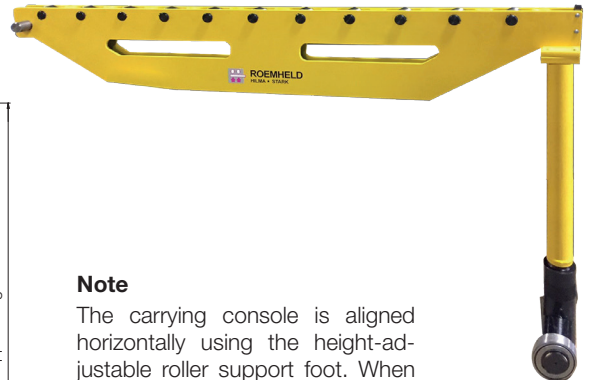 ROEMHELD
HILMA • STARK
Note
The carrying console is aligned
horizontally using the height-ad-
justable roller support foot. When